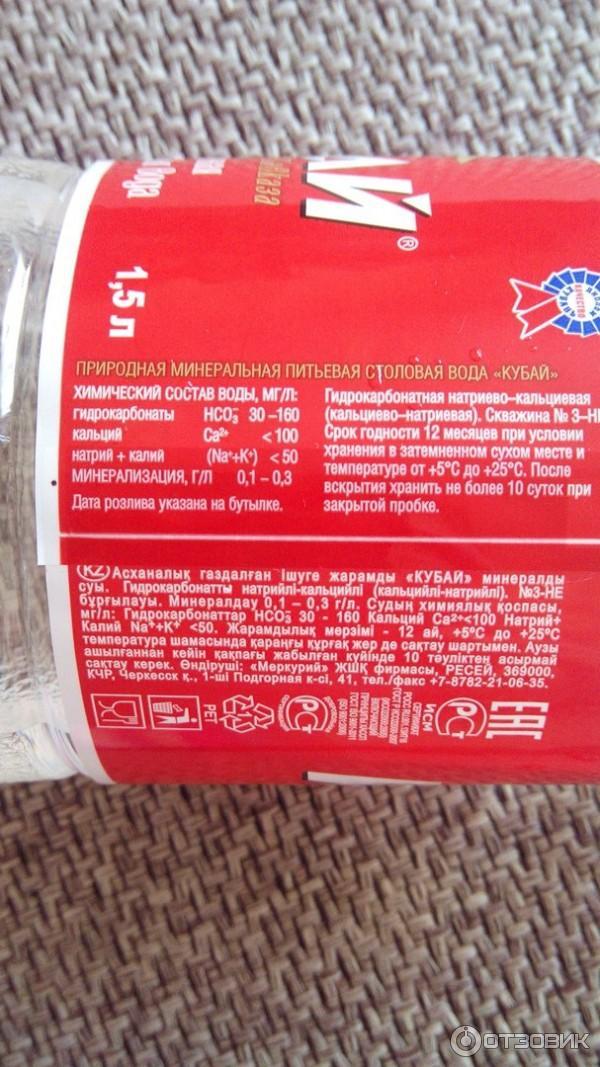 АЙ®
1,5 л
вода
КАЧЕСТВО
ПРИРОДНАЯ МИНЕРАЛЬНАЯ ПИТЬЕВАЯ СТОЛОВАЯ ВОДА «КУБАЙ»
ХИМИЧЕСКИЙ СОСТАВ ВОДЫ, МГ/Л:
гидрокарбонаты HCO₃⁻ 30–160
кальций Ca²⁺ <100
натрий + калий (Na⁺+K⁺) <50
МИНЕРАЛИЗАЦИЯ, Г/Л 0,1 – 0,3
Дата розлива указана на бутылке.
Гидрокарбонатная натриево–кальциевая
(кальциево–натриевая). Скважина № 3–НЕ
Срок годности 12 месяцев при условии
хранения в затемненном сухом месте и
температуре от +5°С до +25°С. После
вскрытия хранить не более 10 суток при
закрытой пробке.
KZ Асханалық газдалған Ішуге жарамды «КУБАЙ» минералды
суы. Гидрокарбонатты натрийлі-кальцийлі (кальцийлі-натрийлі). №3-НЕ
бұрғылауы. Минералдау 0,1 – 0,3 г/л. Судың химиялық қоспасы,
мг/л: Гидрокарбонаттар HCO₃⁻ 30 - 160 Кальций Ca²⁺<100 Натрий+
Калий Na⁺+K⁺ <50. Жарамдылық мерзімі - 12 ай, +5°С до +25°С
температура шамасында қараңғы құрғақ жер де сақтау шартымен. Аузы
ашылғаннан кейін қақпағы жабылған күйінде 10 тәуліктен асырмай
сақтау керек. Өндіруші: «Меркурий» ЖШҚ фирмасы, РЕСЕЙ, 369000,
КЧР, Черкесск қ., 1-ші Подгорная к-сі, 41, тел./факс +7-8782-21-06-35.
PET
1
РСТ
РСТ
ИСМ
ЕАС
ОТЗОВИК